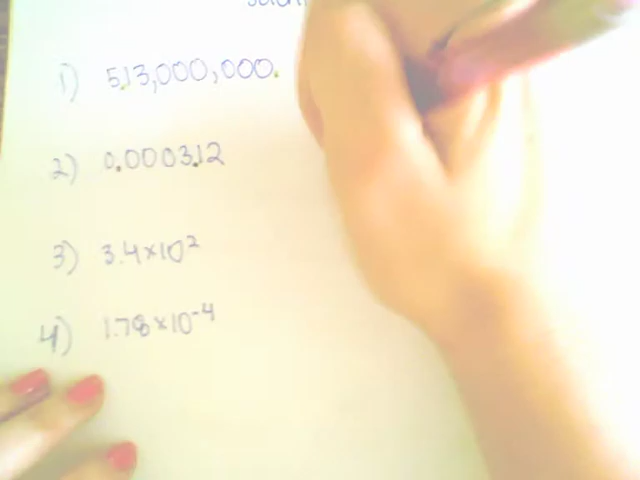 1) 513,000,000.
2) 0.000312
3) 3.4×10²
4) 1.78×10⁻⁴